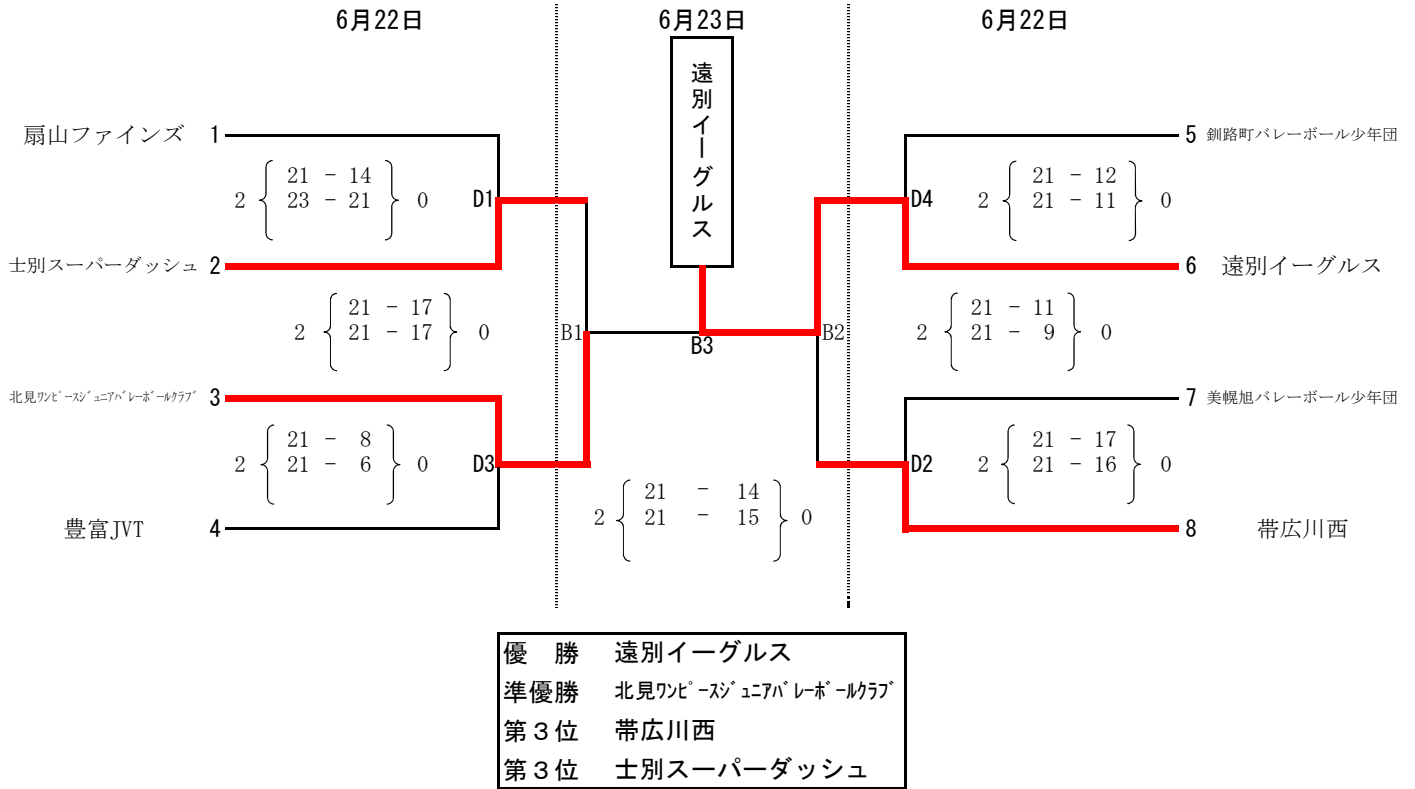 6月22日 6月23日 6月22日
遠別イーグルス
扇山ファインズ 1
5 釧路町バレーボール少年団
2 { 21 - 14 } 0
23 - 21
D1
D4
2 { 21 - 12 } 0
21 - 11
士別スーパーダッシュ 2
6 遠別イーグルス
2 { 21 - 17 } 0
21 - 17
B1
B3
B2
2 { 21 - 11 } 0
21 - 9
北見ワンピースジュニアバレーボールクラブ 3
7 美幌旭バレーボール少年団
2 { 21 - 8 } 0
21 - 6
D3
D2
2 { 21 - 17 } 0
21 - 16
豊富JVT 4
8 帯広川西
2 { 21 - 14 } 0
21 - 15
優 勝 遠別イーグルス
準優勝 北見ワンピースジュニアバレーボールクラブ
第3位 帯広川西
第3位 士別スーパーダッシュ